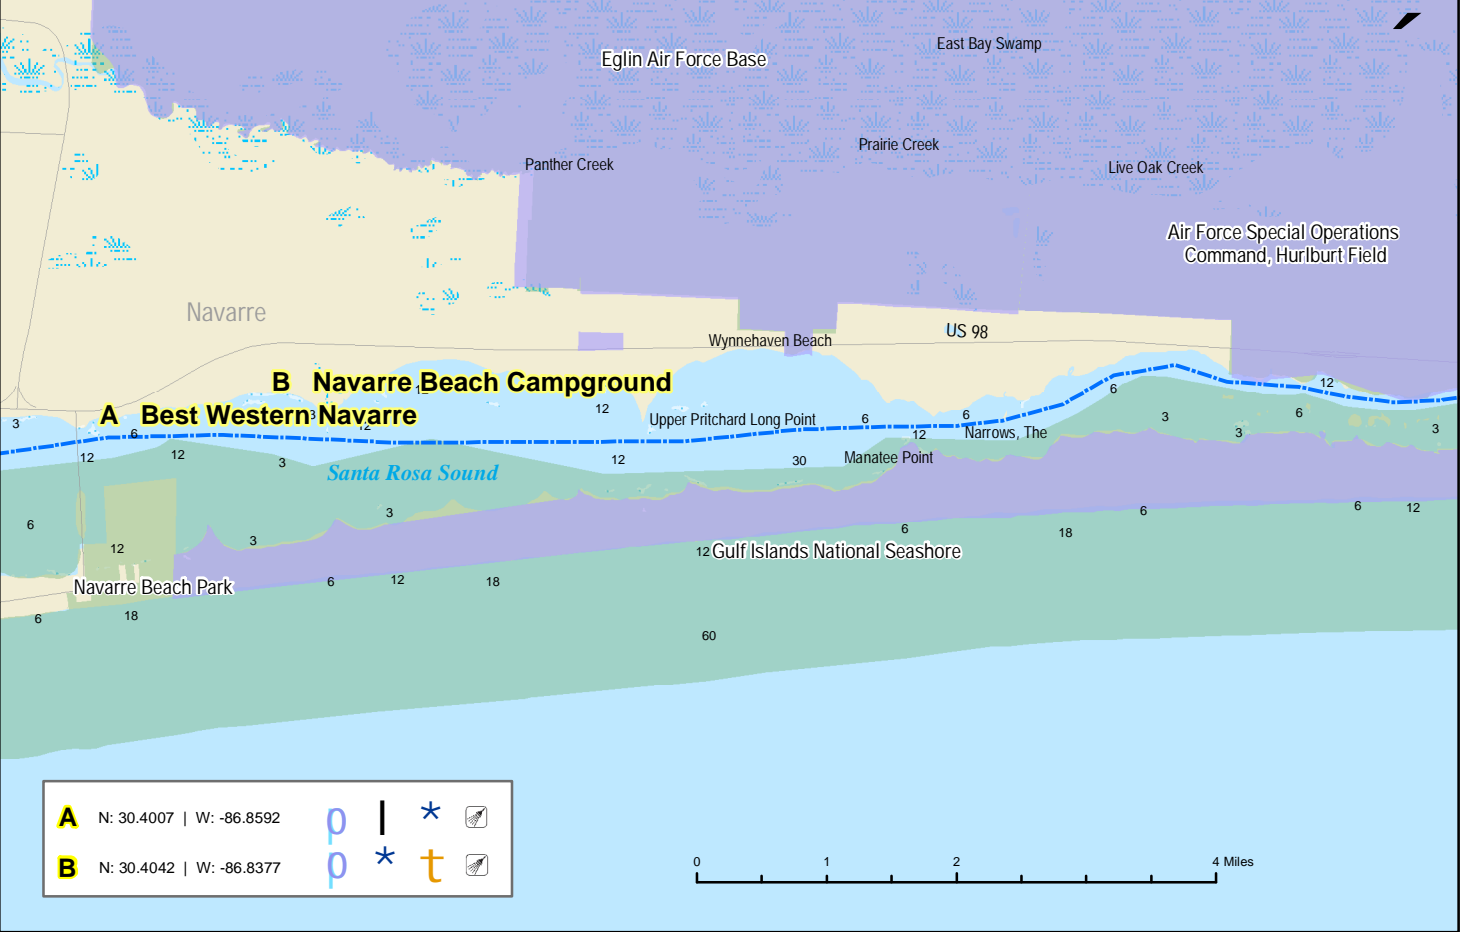 East Bay Swamp
Eglin Air Force Base
Prairie Creek
Panther Creek
Live Oak Creek
Air Force Special Operations
Command, Hurlburt Field
Navarre
US 98
Wynnehaven Beach
B Navarre Beach Campground
A Best Western Navarre
3
6
12
12
3
12
12
Upper Pritchard Long Point
6
12
6
Narrows, The
6
3
12
6
3
3
12
30
Manatee Point
Santa Rosa Sound
3
3
6
12
Navarre Beach Park
6
18
6
12
18
12
Gulf Islands National Seashore
6
18
6
6
12
60
A N: 30.4007 | W: -86.8592 p | * 
B N: 30.4042 | W: -86.8377 p * t
0 1 2 4 Miles